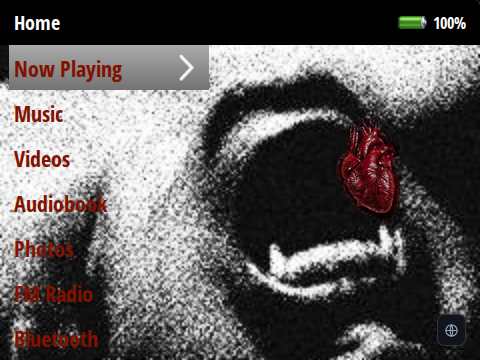 Home
100%
Now Playing
Music
Videos
Audiobook
Photos
FM Radio
Bluetooth